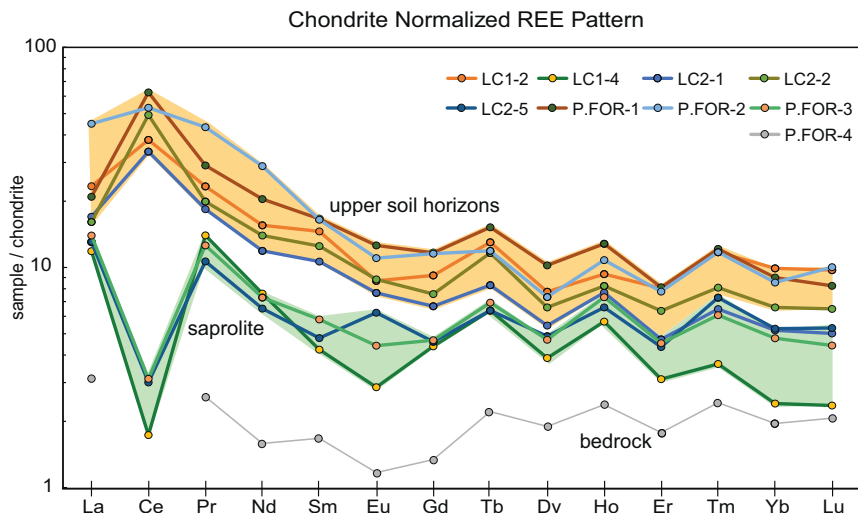 Chondrite Normalized REE Pattern
100
LC1-2 LC1-4 LC2-1 LC2-2
LC2-5 P.FOR-1 P.FOR-2 P.FOR-3
P.FOR-4
upper soil horizons
sample / chondrite
10
saprolite
bedrock
1
La Ce Pr Nd Sm Eu Gd Tb Dv Ho Er Tm Yb Lu